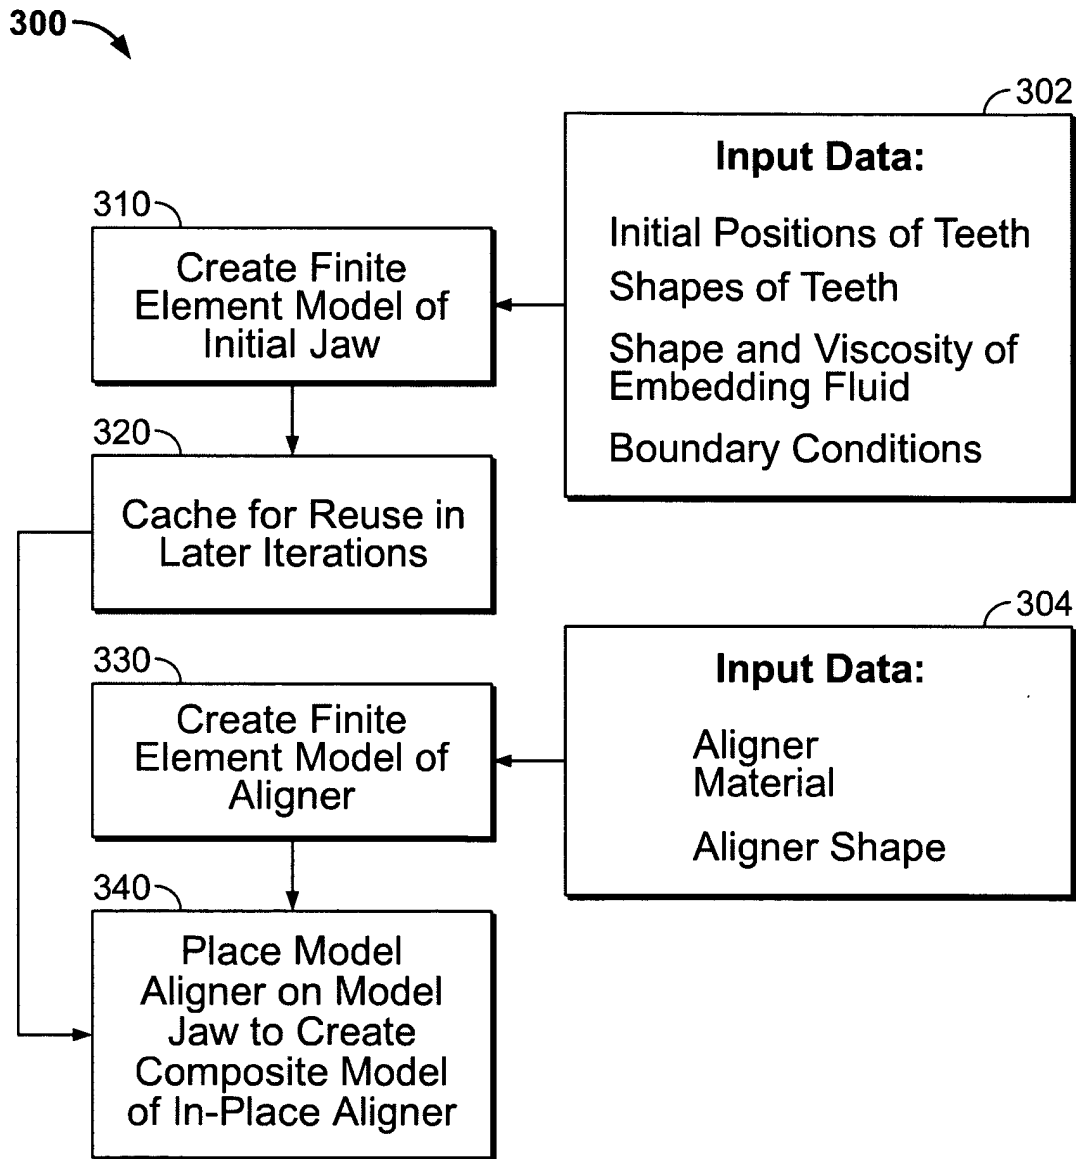 300
302
Input Data:
Initial Positions of Teeth
Shapes of Teeth
Shape and Viscosity of
Embedding Fluid
Boundary Conditions
310
Create Finite
Element Model of
Initial Jaw
320
Cache for Reuse in
Later Iterations
304
Input Data:
Aligner
Material
Aligner Shape
330
Create Finite
Element Model of
Aligner
340
Place Model
Aligner on Model
Jaw to Create
Composite Model
of In-Place Aligner